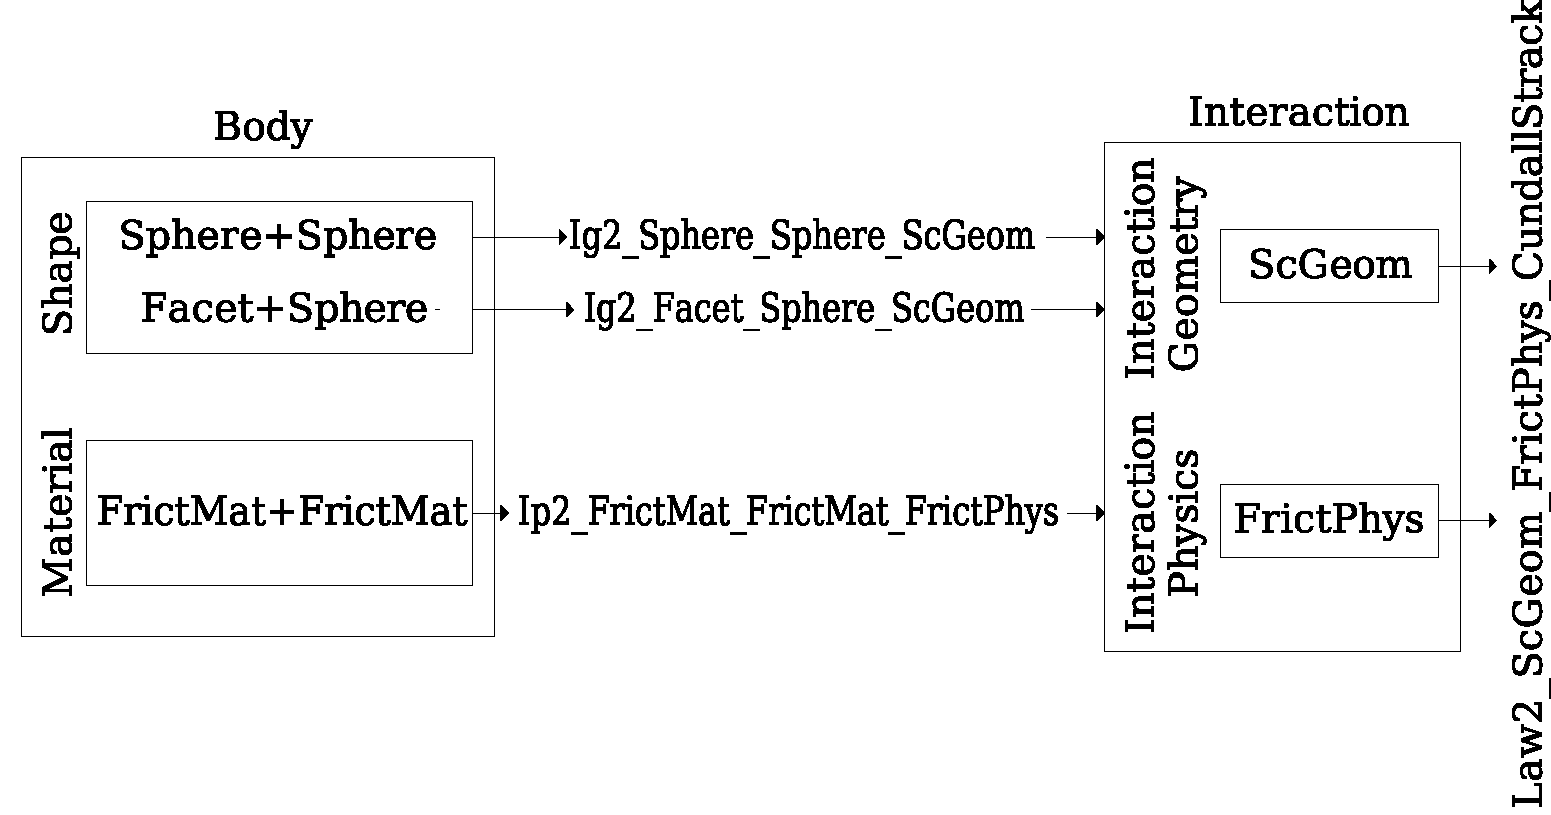 Body
Shape
Sphere+Sphere
Facet+Sphere
Material
FrictMat+FrictMat
Ig2_Sphere_Sphere_ScGeom
Ig2_Facet_Sphere_ScGeom
Ip2_FrictMat_FrictMat_FrictPhys
Interaction
Interaction
Geometry
ScGeom
Interaction
Physics
FrictPhys
Law2_ScGeom_FrictPhys_CundallStrack